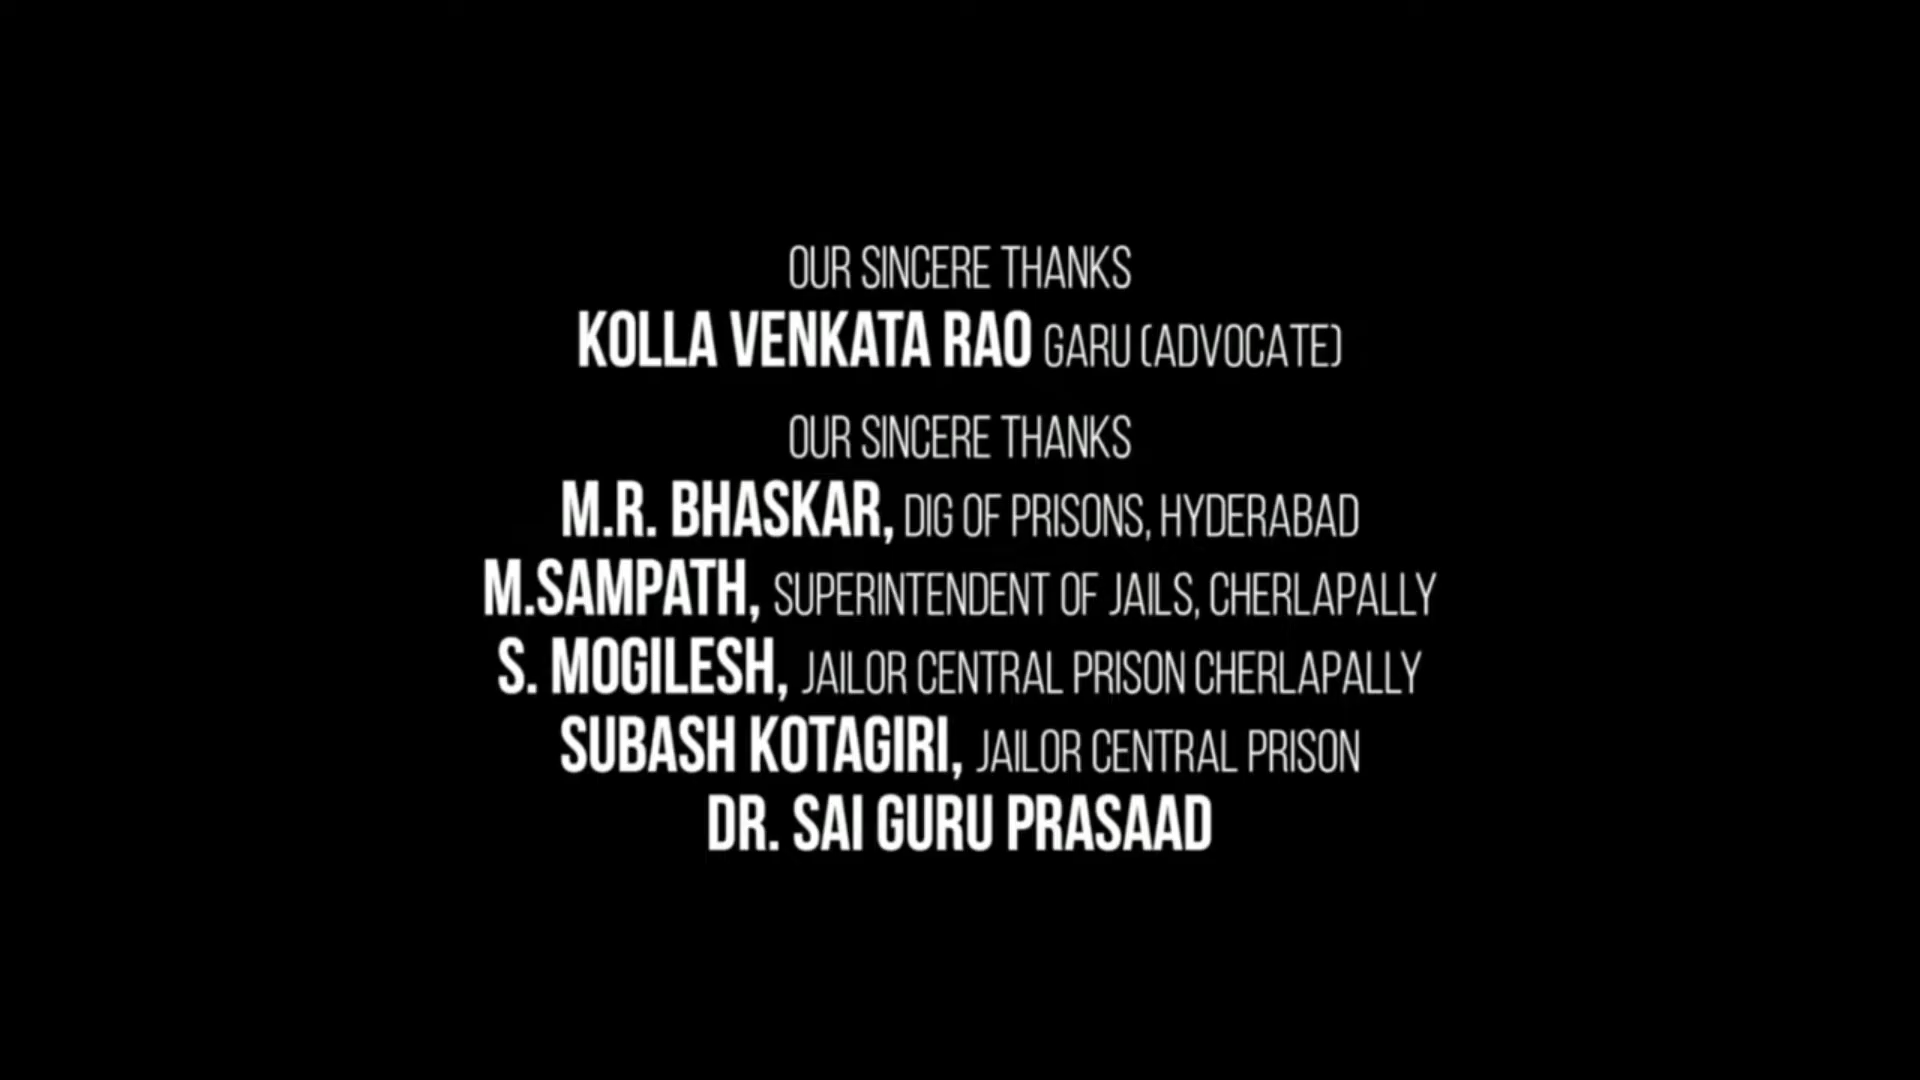 OUR SINCERE THANKS
KOLLA VENKATA RAO GARU (ADVOCATE)
OUR SINCERE THANKS
M.R. BHASKAR, DIG OF PRISONS, HYDERABAD
M.SAMPATH, SUPERINTENDENT OF JAILS, CHERLAPALLY
S. MOGILESH, JAILOR CENTRAL PRISON CHERLAPALLY
SUBASH KOTAGIRI, JAILOR CENTRAL PRISON
DR. SAI GURU PRASAAD